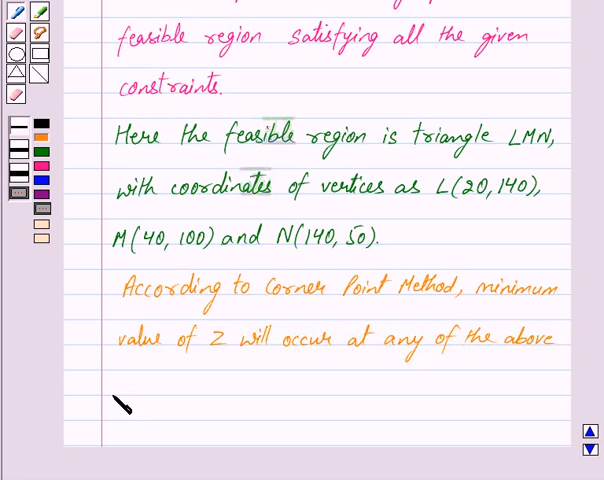 feasible region satisfying all the given
constraints.
Here the feasible region is triangle LMN,
with coordinates of vertices as L(20,140),
M(40, 100) and N(140, 50).
According to Corner Point Method, minimum
value of Z will occur at any of the above